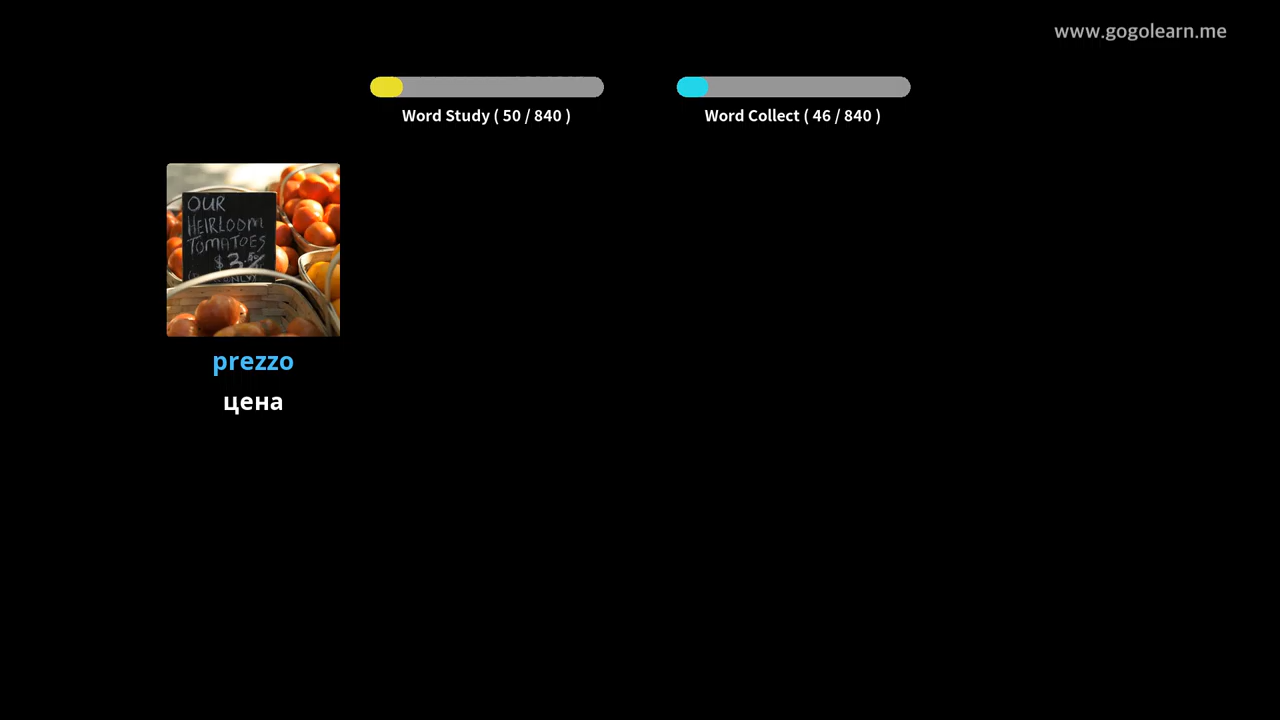 www.gogolearn.me
Word Study ( 50 / 840 )
Word Collect ( 46 / 840 )
OUR
HEIRLOOM
TOMATOES
prezzo
цена